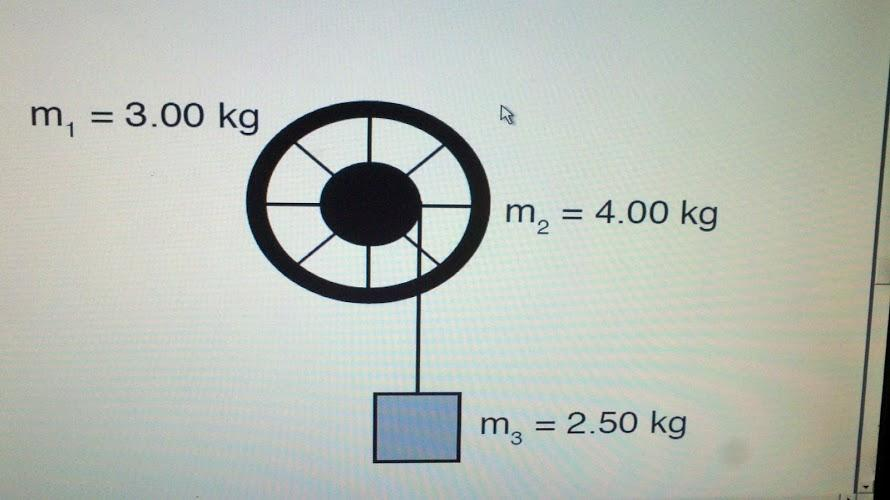 m₁ = 3.00 kg
m₂ = 4.00 kg
m₃ = 2.50 kg